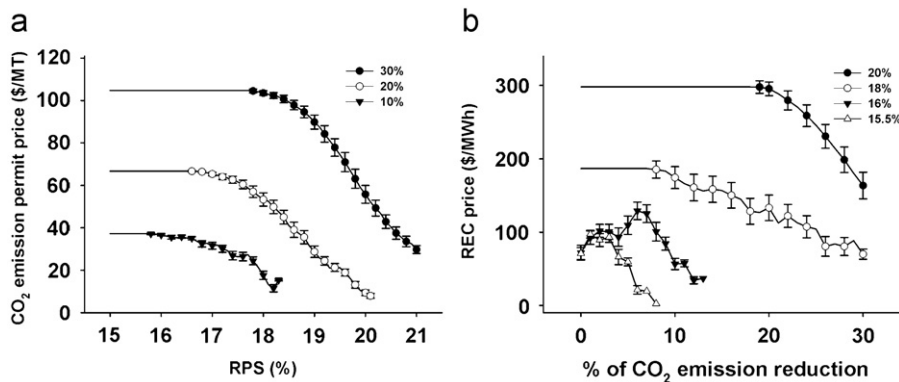 a
CO₂ emission permit price ($/MT)
120
100
80
60
40
20
0
30%
20%
10%
15 16 17 18 19 20 21
RPS (%)
b
REC price ($/MWh)
300
200
100
0
20%
18%
16%
15.5%
0 10 20 30
% of CO₂ emission reduction